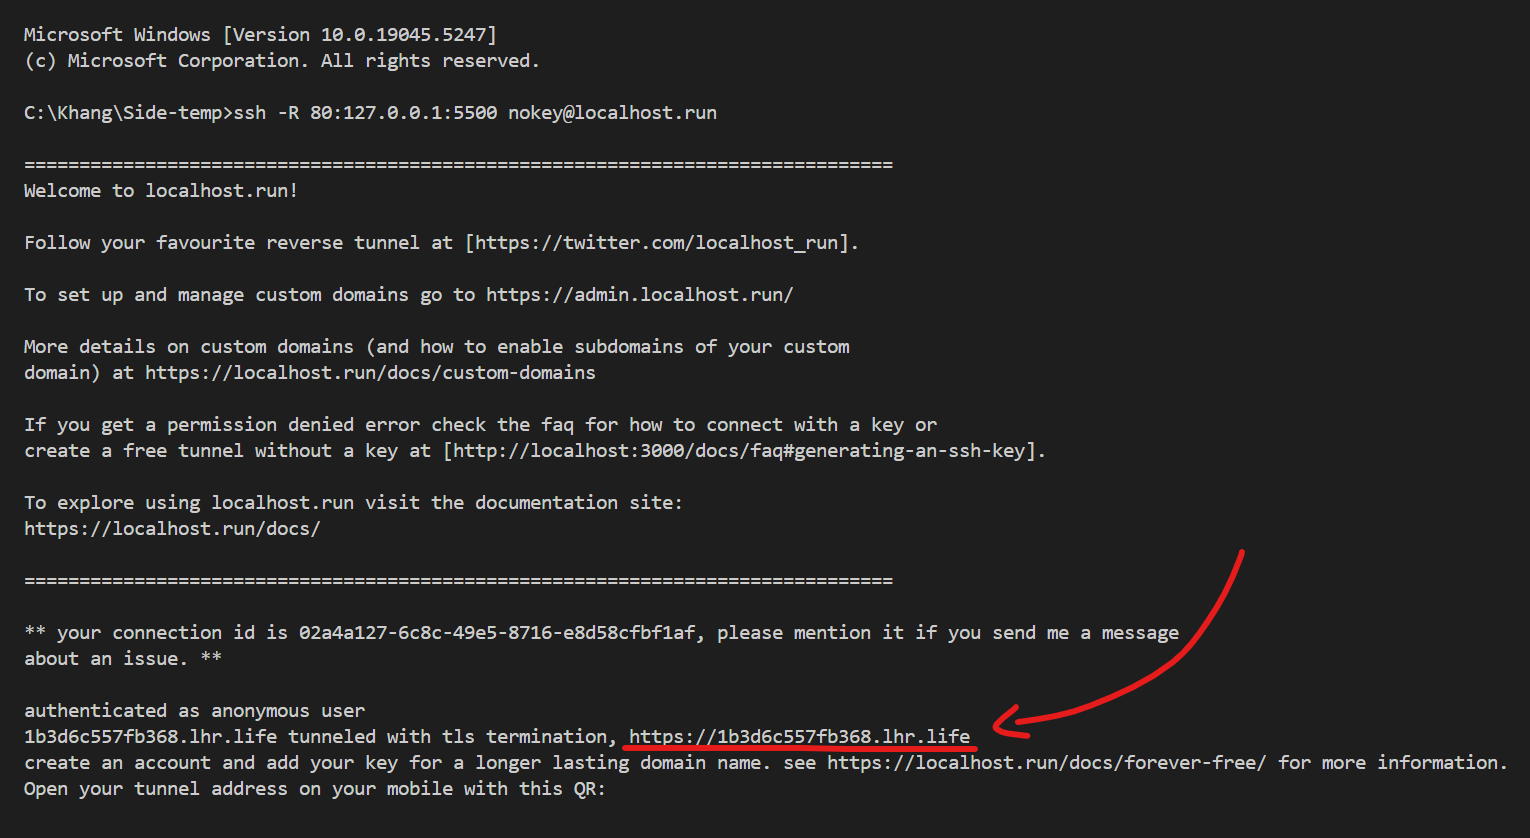 Microsoft Windows [Version 10.0.19045.5247]
(c) Microsoft Corporation. All rights reserved.
C:\Khang\Side-temp>ssh -R 80:127.0.0.1:5500 nokey@localhost.run
===============================================================================
Welcome to localhost.run!
Follow your favourite reverse tunnel at [https://twitter.com/localhost_run].
To set up and manage custom domains go to https://admin.localhost.run/
More details on custom domains (and how to enable subdomains of your custom
domain) at https://localhost.run/docs/custom-domains
If you get a permission denied error check the faq for how to connect with a key or
create a free tunnel without a key at [http://localhost:3000/docs/faq#generating-an-ssh-key].
To explore using localhost.run visit the documentation site:
https://localhost.run/docs/
===============================================================================
** your connection id is 02a4a127-6c8c-49e5-8716-e8d58cfbf1af, please mention it if you send me a message
about an issue. **
authenticated as anonymous user
1b3d6c557fb368.lhr.life tunneled with tls termination, https://1b3d6c557fb368.lhr.life
create an account and add your key for a longer lasting domain name. see https://localhost.run/docs/forever-free/ for more information.
Open your tunnel address on your mobile with this QR: